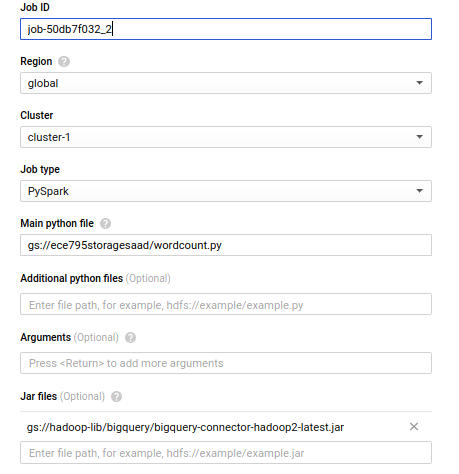 Job ID
job-50db7f032_2
Region ?
global
Cluster
cluster-1
Job type
PySpark
Main python file ?
gs://ece795storagesaad/wordcount.py
Additional python files (Optional)
Enter file path, for example, hdfs://example/example.py
Arguments (Optional) ?
Press <Return> to add more arguments
Jar files (Optional) ?
gs://hadoop-lib/bigquery/bigquery-connector-hadoop2-latest.jar ×
Enter file path, for example, hdfs://example/example.jar